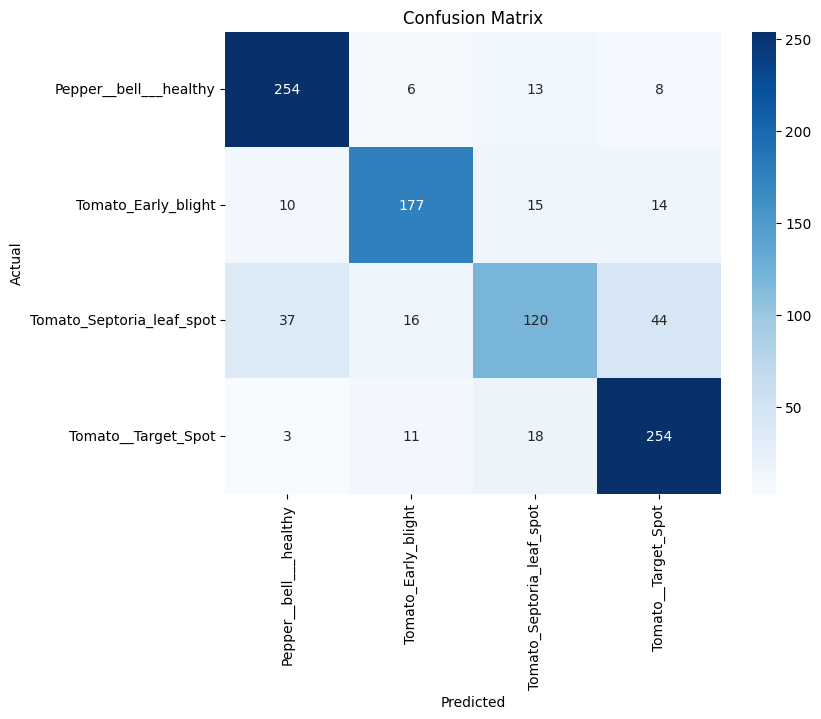 Confusion Matrix
Actual
Pepper__bell___healthy 254 6 13 8
Tomato_Early_blight 10 177 15 14
Tomato_Septoria_leaf_spot 37 16 120 44
Tomato__Target_Spot 3 11 18 254
Pepper__bell___healthy
Tomato_Early_blight
Tomato_Septoria_leaf_spot
Tomato__Target_Spot
Predicted
250
200
150
100
50